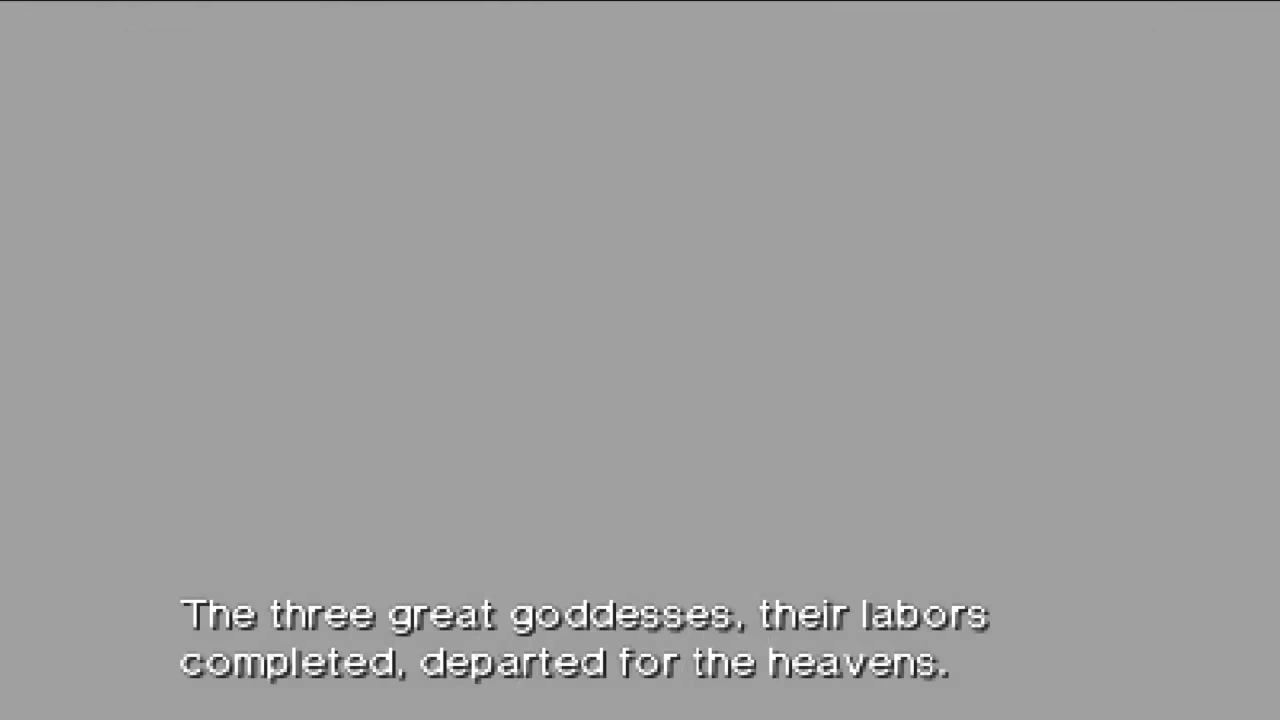 The three great goddesses, their labors
completed, departed for the heavens.